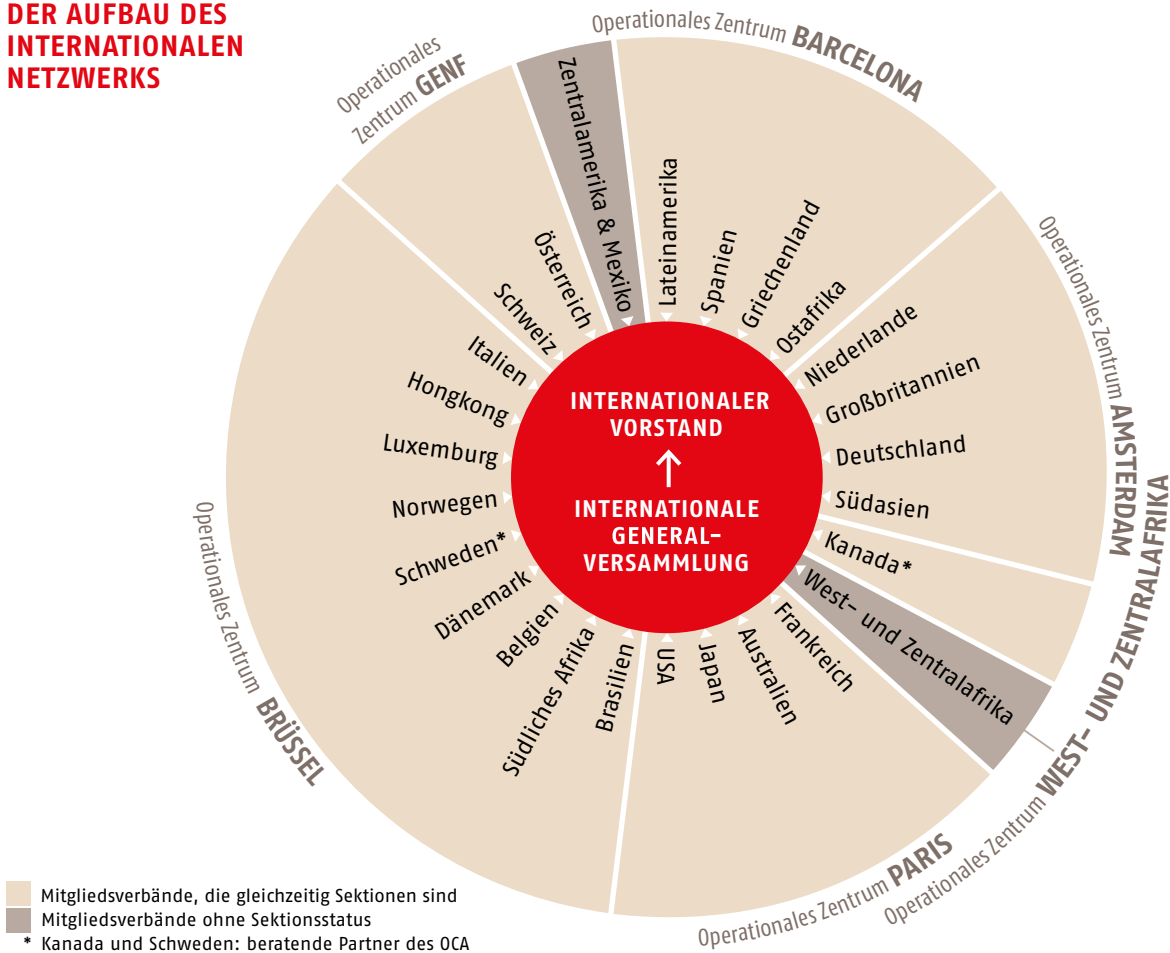 DER AUFBAU DES
INTERNATIONALEN
NETZWERKS
Operationales
Zentrum GENF
Operationales Zentrum BARCELONA
Operationales Zentrum AMSTERDAM
Operationales Zentrum WEST- UND ZENTRALAFRIKA
Operationales Zentrum PARIS
Operationales Zentrum BRÜSSEL
Zentralamerika & Mexiko
Lateinamerika
Spanien
Griechenland
Ostafrika
Niederlande
Großbritannien
Deutschland
Südasien
Kanada*
West- und Zentralafrika
Frankreich
Australien
Japan
USA
Brasilien
Südliches Afrika
Belgien
Dänemark
Schweden*
Norwegen
Luxemburg
Hongkong
Italien
Schweiz
Österreich
INTERNATIONALER
VORSTAND
↑
INTERNATIONALE
GENERAL-
VERSAMMLUNG
Mitgliedsverbände, die gleichzeitig Sektionen sind
Mitgliedsverbände ohne Sektionsstatus
* Kanada und Schweden: beratende Partner des OCA